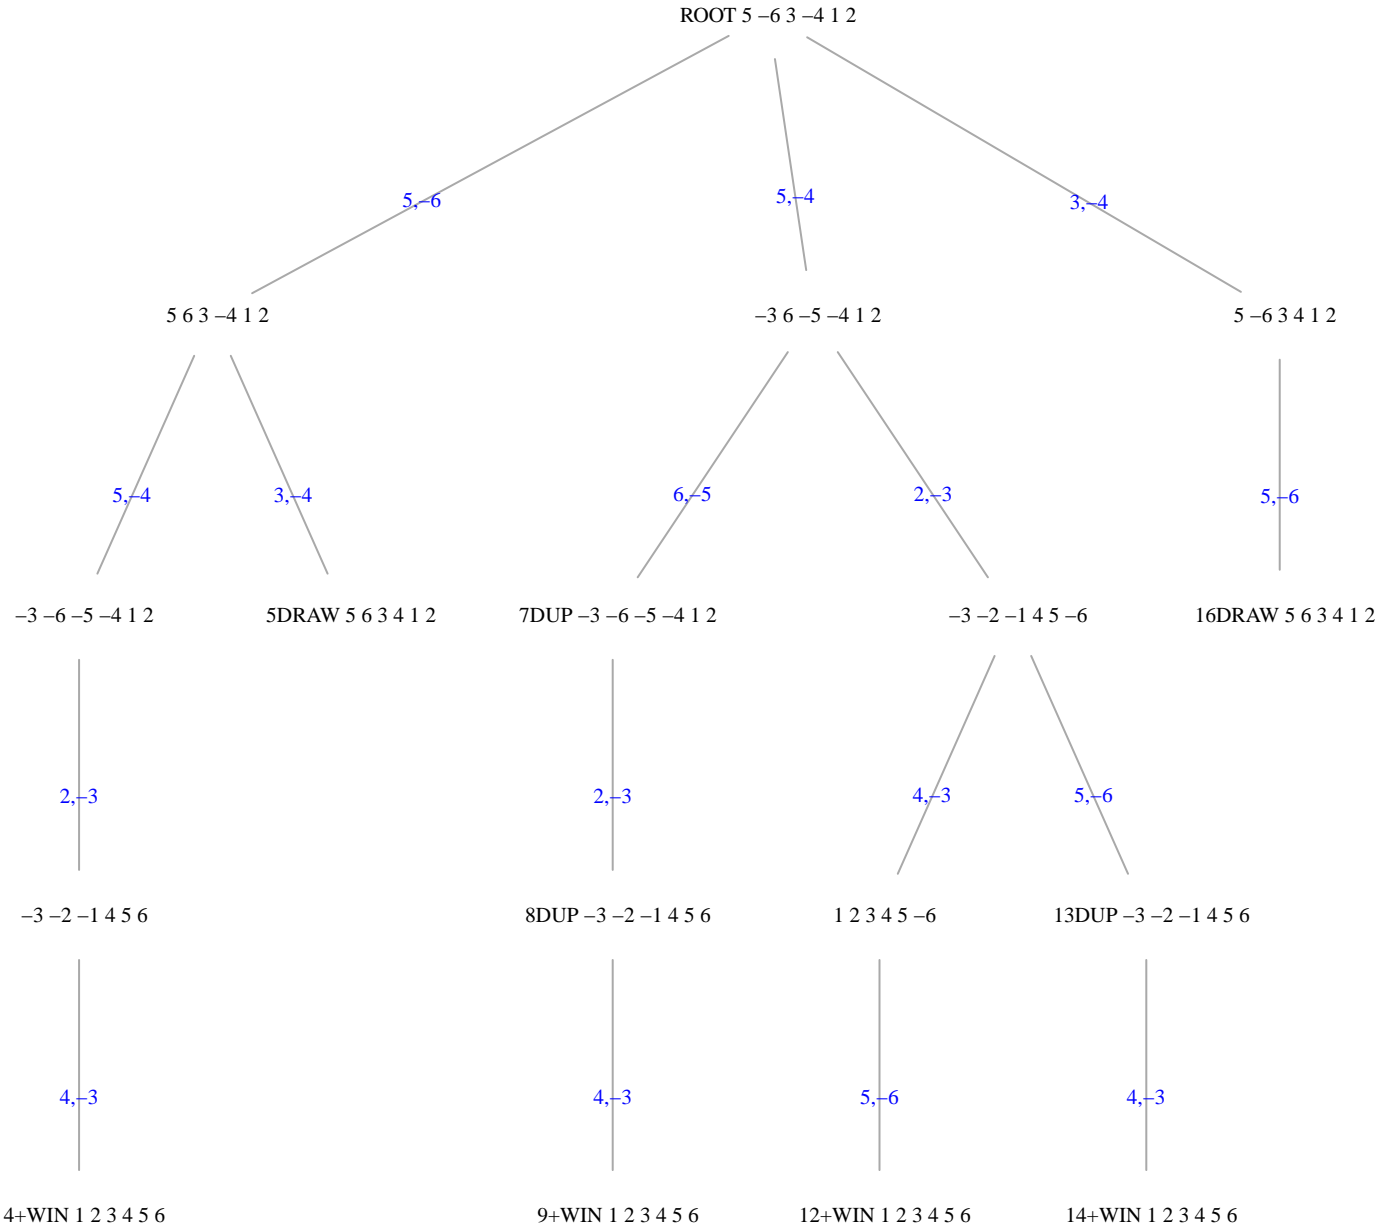 ROOT 5 –6 3 –4 1 2
5,–6
5,–4
3,–4
5 6 3 –4 1 2
–3 6 –5 –4 1 2
5 –6 3 4 1 2
5,–4
3,–4
6,–5
2,–3
5,–6
–3 –6 –5 –4 1 2
5DRAW 5 6 3 4 1 2
7DUP –3 –6 –5 –4 1 2
–3 –2 –1 4 5 –6
16DRAW 5 6 3 4 1 2
2,–3
2,–3
4,–3
5,–6
–3 –2 –1 4 5 6
8DUP –3 –2 –1 4 5 6
1 2 3 4 5 –6
13DUP –3 –2 –1 4 5 6
4,–3
4,–3
5,–6
4,–3
4+WIN 1 2 3 4 5 6
9+WIN 1 2 3 4 5 6
12+WIN 1 2 3 4 5 6
14+WIN 1 2 3 4 5 6